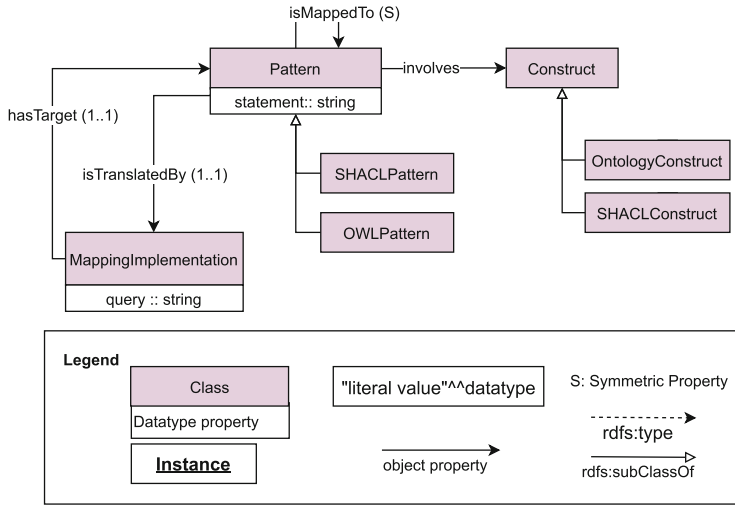 isMappedTo (S)
Pattern
involves
Construct
statement:: string
hasTarget (1..1)
isTranslatedBy (1..1)
SHACLPattern
OntologyConstruct
OWLPattern
SHACLConstruct
MappingImplementation
query :: string
Legend
Class
Datatype property
Instance
"literal value"^^datatype
object property
S: Symmetric Property
rdfs:type
rdfs:subClassOf